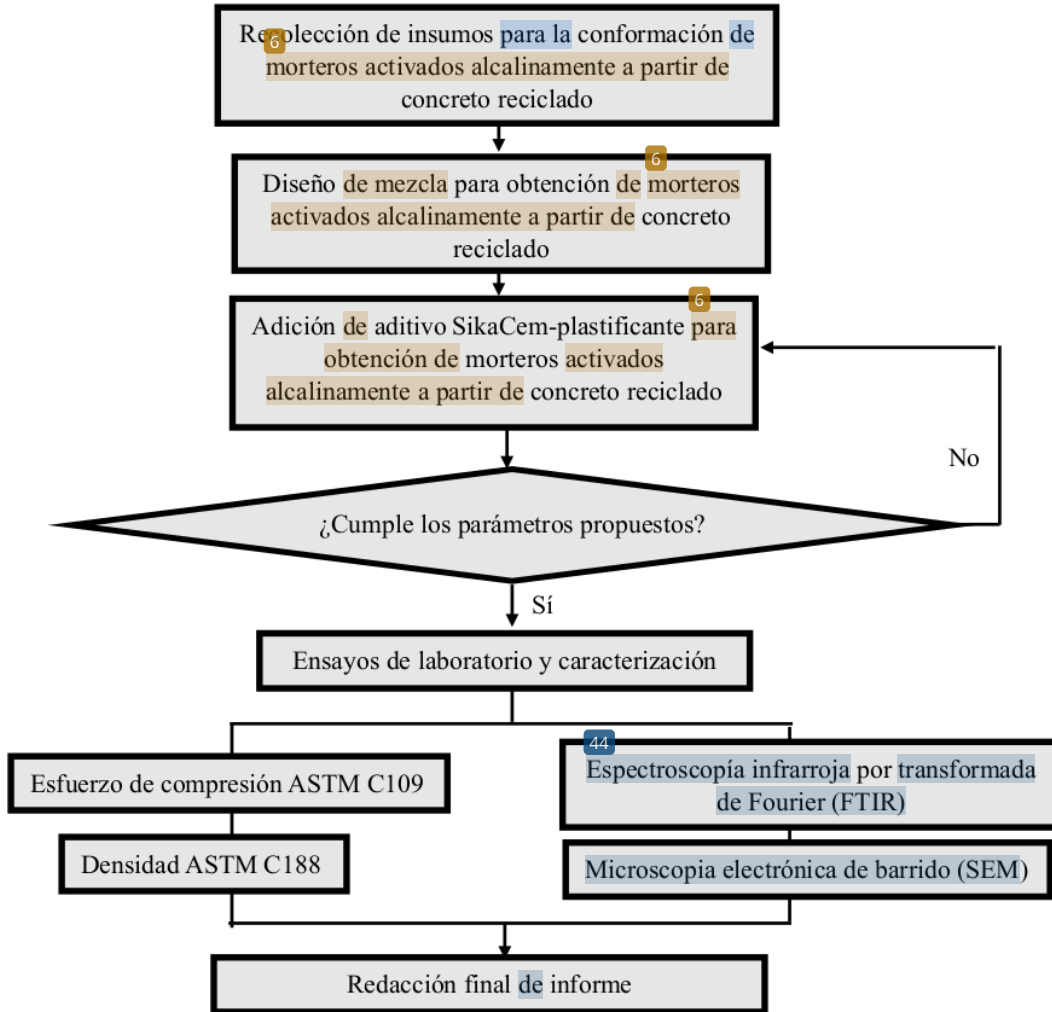 Recolección de insumos para la conformación de
6
morteros activados alcalinamente a partir de
concreto reciclado
6
Diseño de mezcla para obtención de morteros
activados alcalinamente a partir de concreto
reciclado
6
Adición de aditivo SikaCem-plastificante para
obtención de morteros activados
alcalinamente a partir de concreto reciclado
No
¿Cumple los parámetros propuestos?
Sí
Ensayos de laboratorio y caracterización
Esfuerzo de compresión ASTM C109
Densidad ASTM C188
44
Espectroscopía infrarroja por transformada
de Fourier (FTIR)
Microscopia electrónica de barrido (SEM)
Redacción final de informe